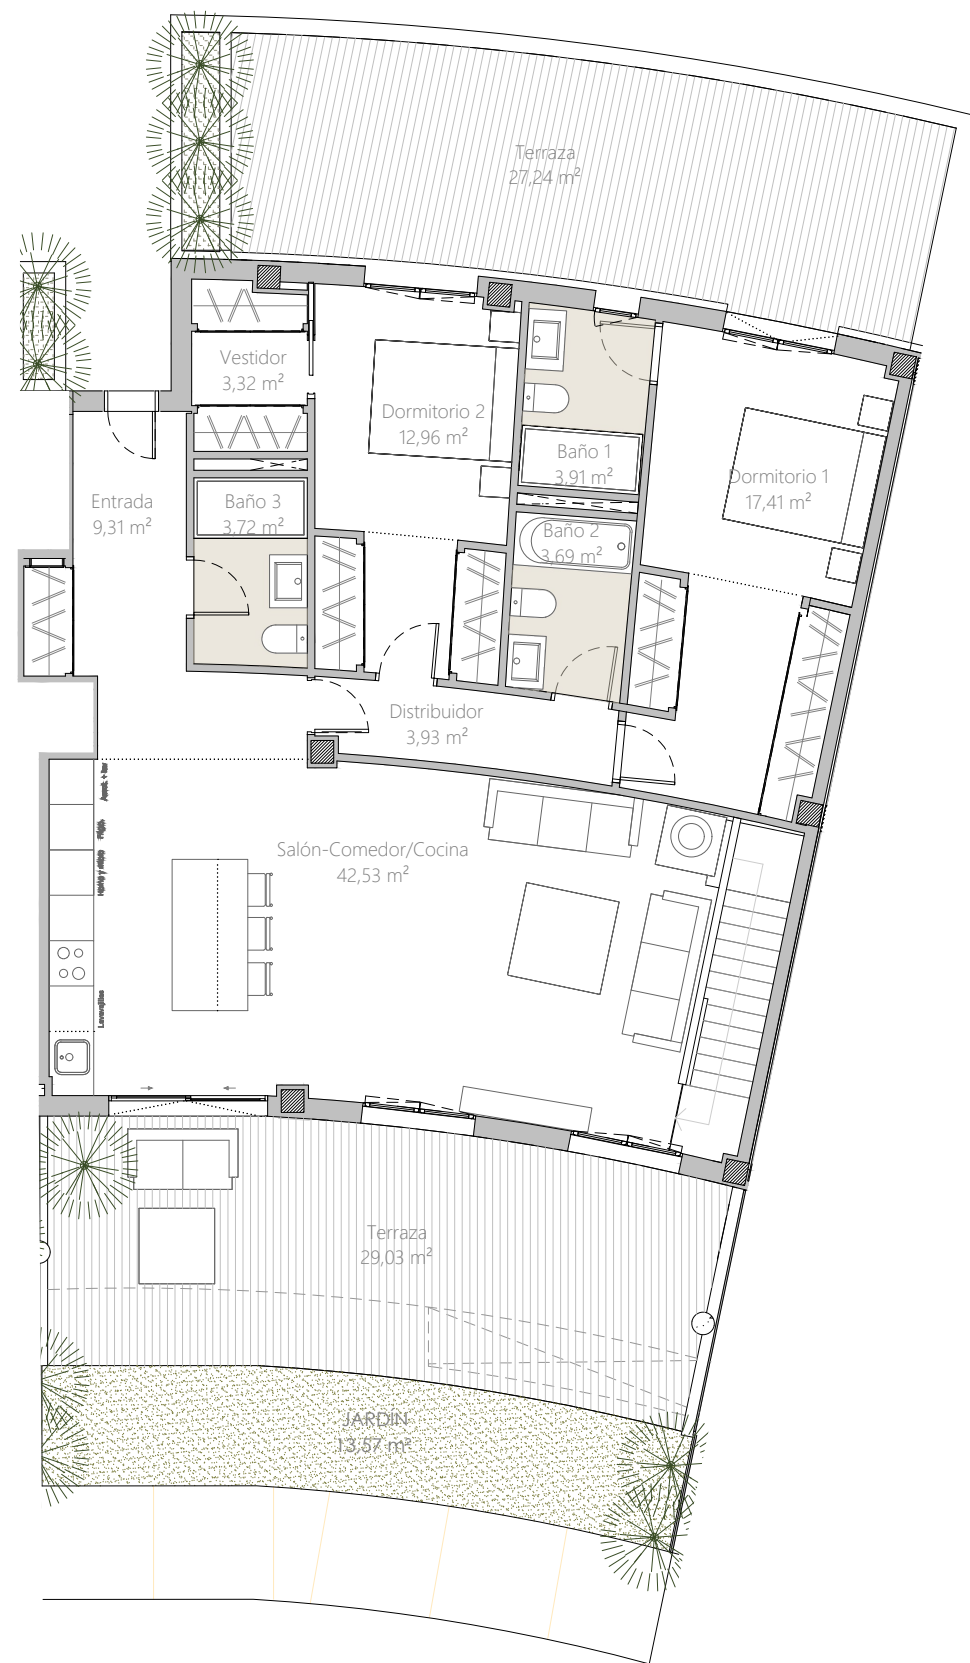 Terraza
27,24 m²
Vestidor
3,32 m²
Dormitorio 2
12,96 m²
Baño 1
3,91 m²
Dormitorio 1
17,41 m²
Entrada
9,31 m²
Baño 3
3,72 m²
Baño 2
3,69 m²
Distribuidor
3,93 m²
Salón-Comedor/Cocina
42,53 m²
Lavavajillas
Terraza
29,03 m²
JARDIN
13,57 m²